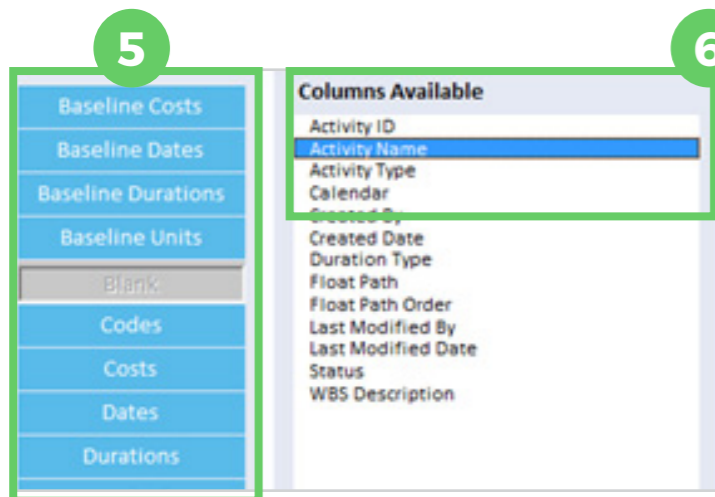 5
6
Baseline Costs
Baseline Dates
Baseline Durations
Baseline Units
Blank
Codes
Costs
Dates
Durations
Columns Available
Activity ID
Activity Name
Activity Type
Calendar
Created By
Created Date
Duration Type
Float Path
Float Path Order
Last Modified By
Last Modified Date
Status
WBS Description